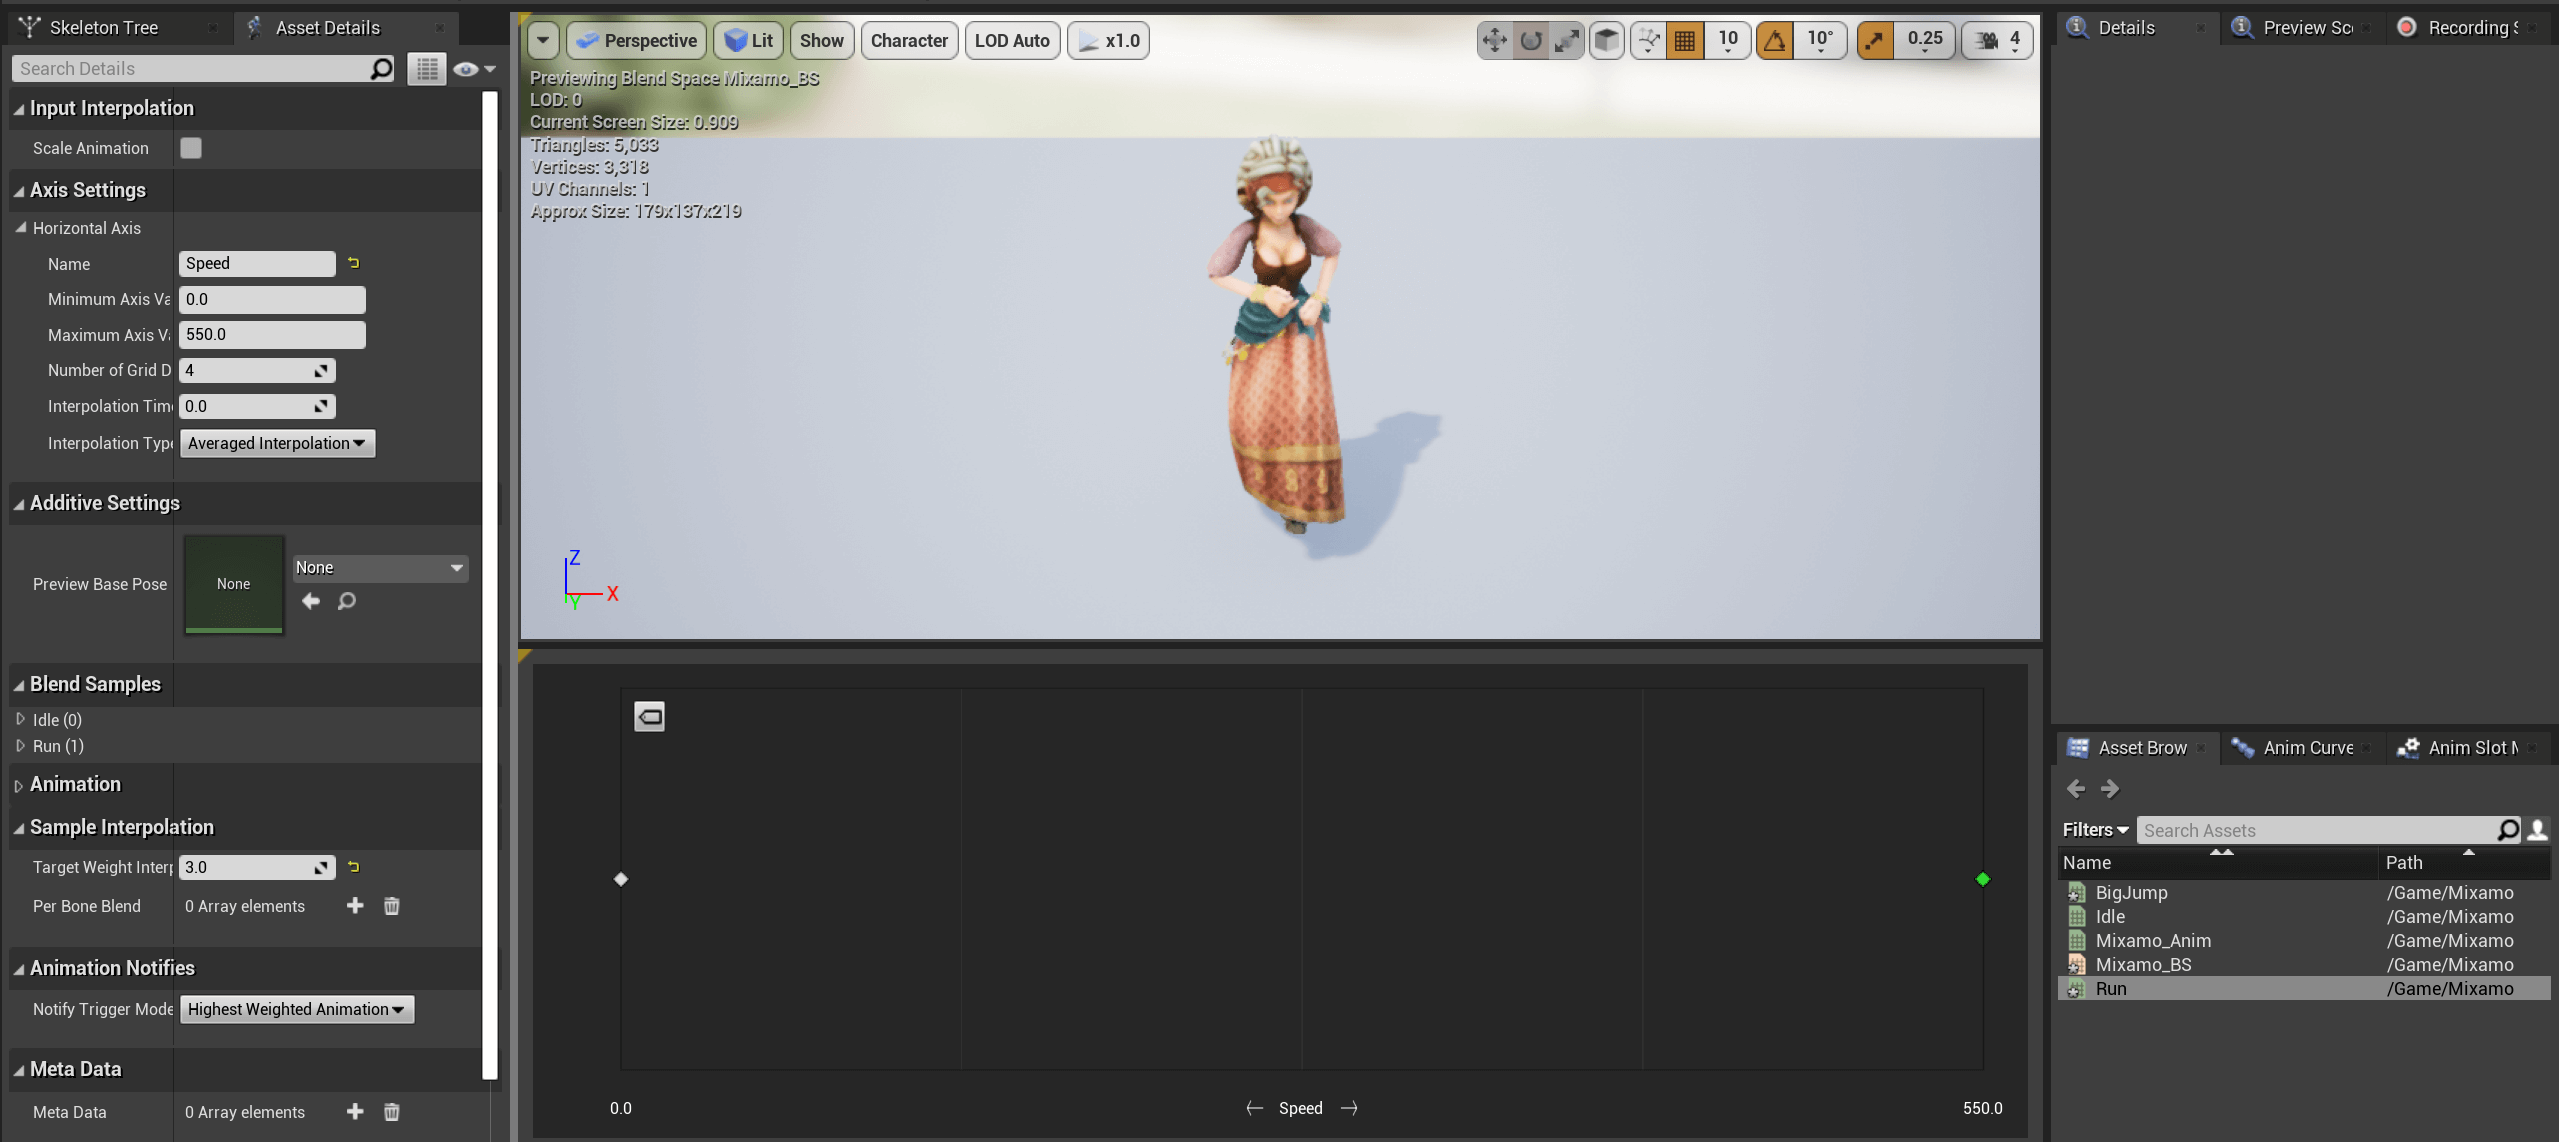 Skeleton Tree
Asset Details
Search Details
Input Interpolation
Scale Animation
Axis Settings
Horizontal Axis
Name Speed
Minimum Axis Va 0.0
Maximum Axis V 550.0
Number of Grid D 4
Interpolation Tim 0.0
Interpolation Type Averaged Interpolation
Additive Settings
Preview Base Pose None None
Blend Samples
Idle (0)
Run (1)
Animation
Sample Interpolation
Target Weight Interp 3.0
Per Bone Blend 0 Array elements
Animation Notifies
Notify Trigger Mode Highest Weighted Animation
Meta Data
Meta Data 0 Array elements
Perspective Lit Show Character LOD Auto x1.0 10 10° 0.25 4
Previewing Blend Space Mixamo_BS
LOD: 0
Current Screen Size: 0.909
Triangles: 5,033
Vertices: 3,318
UV Channels: 1
Approx Size: 179x137x219
Z
X
Y
0.0 Speed 550.0
Details Preview Sc Recording S
Asset Brow Anim Curve Anim Slot M
Filters Search Assets
Name Path
BigJump /Game/Mixamo
Idle /Game/Mixamo
Mixamo_Anim /Game/Mixamo
Mixamo_BS /Game/Mixamo
Run /Game/Mixamo